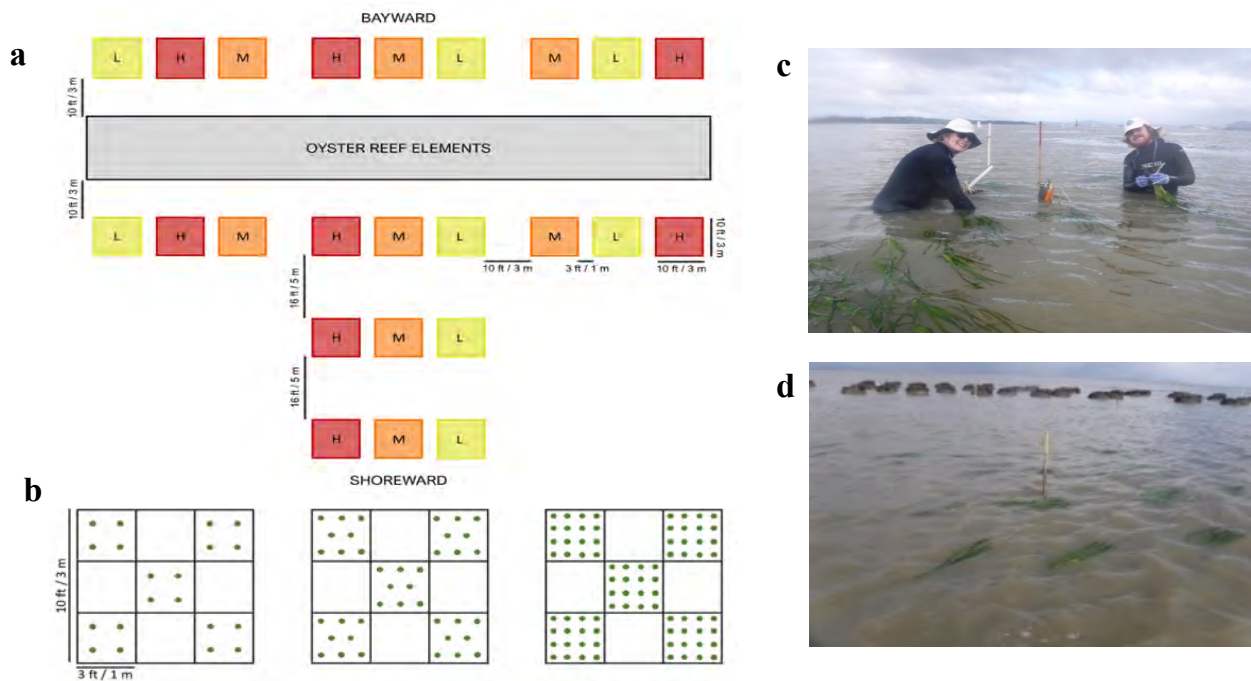 a
BAYWARD
L H M H M L M L H
10 ft / 3 m
OYSTER REEF ELEMENTS
10 ft / 3 m
L H M H M L M L H
10 ft / 3 m
10 ft / 3 m
3 ft / 1 m
10 ft / 3 m
16 ft / 5 m
H M L
16 ft / 5 m
H M L
SHOREWARD
b
10 ft / 3 m
3 ft / 1 m
c
d